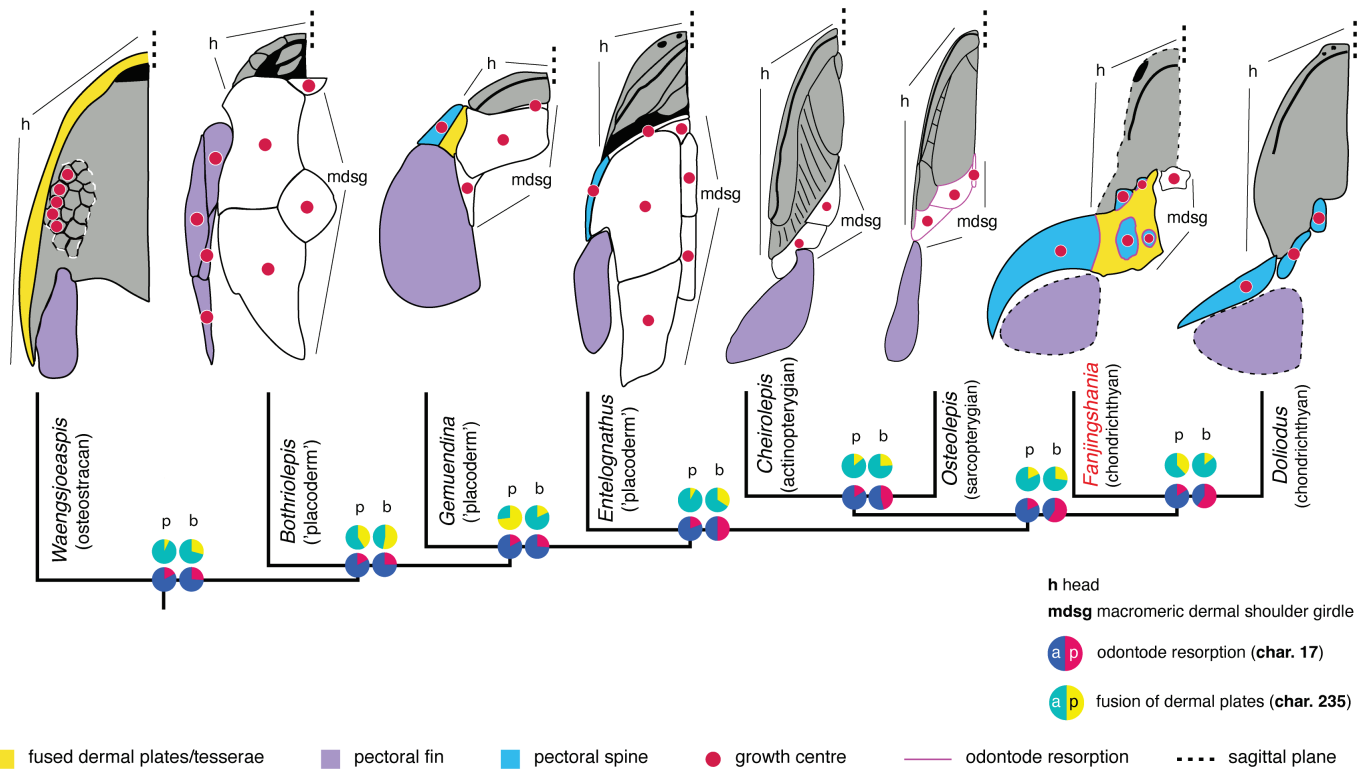 h
h
h
h
h
h
h
h
mdsg
mdsg
mdsg
mdsg
mdsg
mdsg
Waengsjoeaspis
(osteostracan)
Bothriolepis
('placoderm')
Gemuendina
('placoderm')
Entelognathus
('placoderm')
Cheirolepis
(actinopterygian)
Osteolepis
(sarcopterygian)
Fanjingshania
(chondrichthyan)
Doliodus
(chondrichthyan)
p b
p b
p b
p b
p b
p b
p b
h head
mdsg macromeric dermal shoulder girdle
a p odontode resorption (char. 17)
a p fusion of dermal plates (char. 235)
fused dermal plates/tesserae pectoral fin pectoral spine growth centre odontode resorption sagittal plane